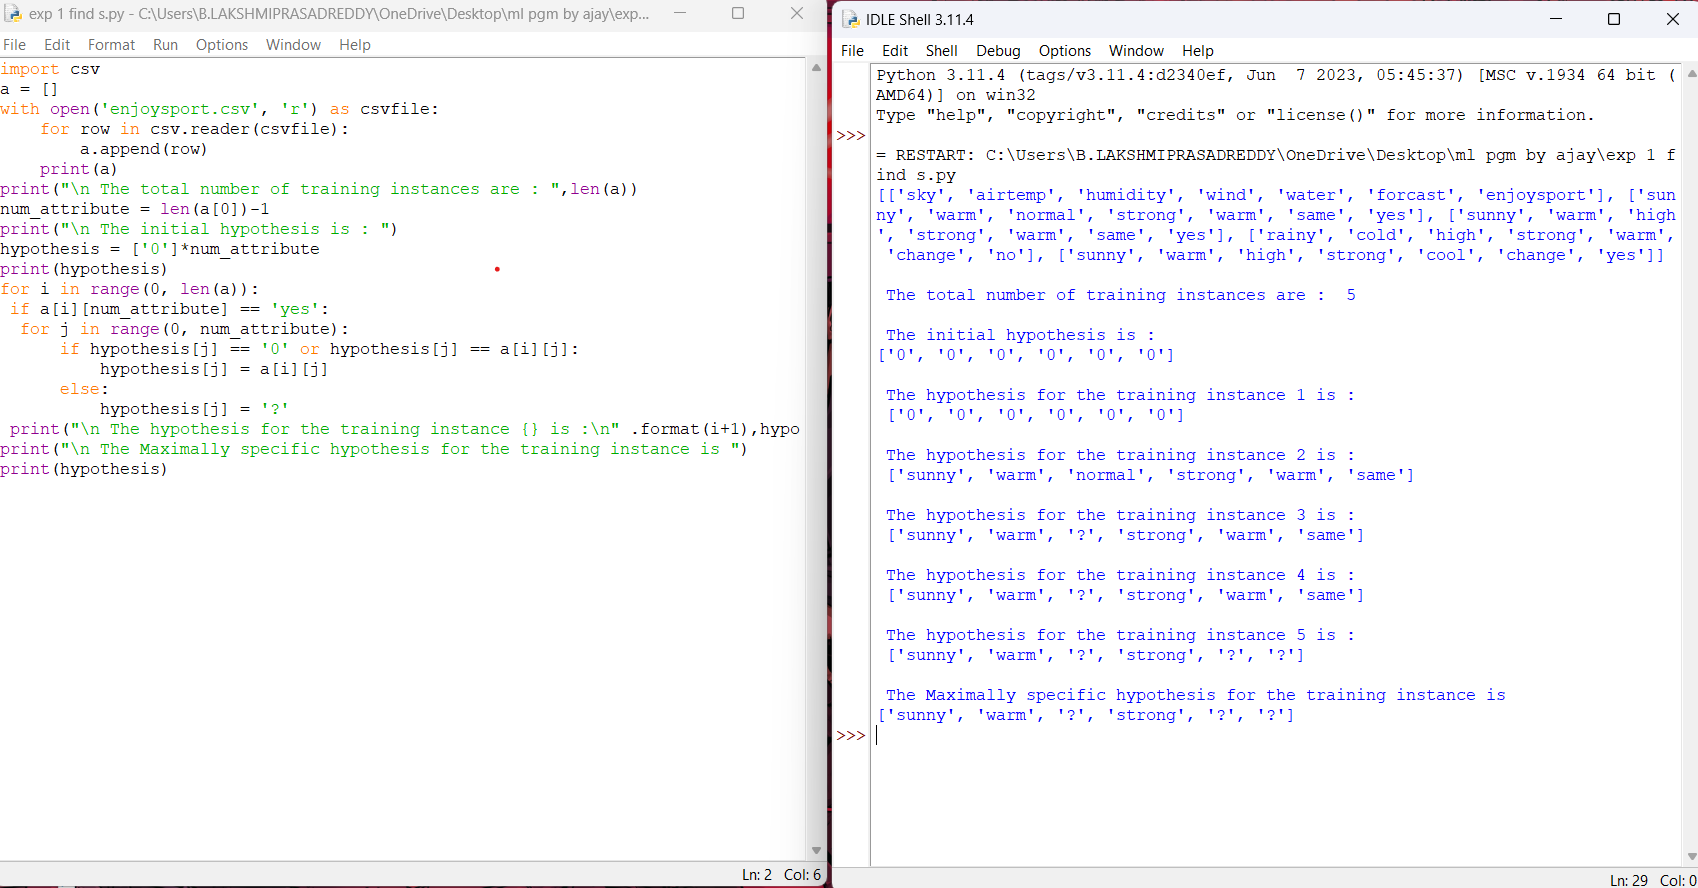 exp 1 find s.py - C:\Users\B.LAKSHMIPRASADREDDY\OneDrive\Desktop\ml pgm by ajay\exp...
File Edit Format Run Options Window Help
import csv
a = []
with open('enjoysport.csv', 'r') as csvfile:
    for row in csv.reader(csvfile):
        a.append(row)
    print(a)
print("\n The total number of training instances are : ",len(a))
num_attribute = len(a[0])-1
print("\n The initial hypothesis is : ")
hypothesis = ['0']*num_attribute
print(hypothesis)
for i in range(0, len(a)):
 if a[i][num_attribute] == 'yes':
  for j in range(0, num_attribute):
      if hypothesis[j] == '0' or hypothesis[j] == a[i][j]:
          hypothesis[j] = a[i][j]
      else:
          hypothesis[j] = '?'
 print("\n The hypothesis for the training instance {} is :\n" .format(i+1),hypo
print("\n The Maximally specific hypothesis for the training instance is ")
print(hypothesis)
Ln: 2 Col: 6
IDLE Shell 3.11.4
File Edit Shell Debug Options Window Help
Python 3.11.4 (tags/v3.11.4:d2340ef, Jun  7 2023, 05:45:37) [MSC v.1934 64 bit (
AMD64)] on win32
Type "help", "copyright", "credits" or "license()" for more information.
>>>
= RESTART: C:\Users\B.LAKSHMIPRASADREDDY\OneDrive\Desktop\ml pgm by ajay\exp 1 f
ind s.py
[['sky', 'airtemp', 'humidity', 'wind', 'water', 'forcast', 'enjoysport'], ['sun
ny', 'warm', 'normal', 'strong', 'warm', 'same', 'yes'], ['sunny', 'warm', 'high
', 'strong', 'warm', 'same', 'yes'], ['rainy', 'cold', 'high', 'strong', 'warm',
 'change', 'no'], ['sunny', 'warm', 'high', 'strong', 'cool', 'change', 'yes']]
 The total number of training instances are :  5
 The initial hypothesis is :
['0', '0', '0', '0', '0', '0']
 The hypothesis for the training instance 1 is :
 ['0', '0', '0', '0', '0', '0']
 The hypothesis for the training instance 2 is :
 ['sunny', 'warm', 'normal', 'strong', 'warm', 'same']
 The hypothesis for the training instance 3 is :
 ['sunny', 'warm', '?', 'strong', 'warm', 'same']
 The hypothesis for the training instance 4 is :
 ['sunny', 'warm', '?', 'strong', 'warm', 'same']
 The hypothesis for the training instance 5 is :
 ['sunny', 'warm', '?', 'strong', '?', '?']
 The Maximally specific hypothesis for the training instance is
['sunny', 'warm', '?', 'strong', '?', '?']
>>>
Ln: 29 Col: 0